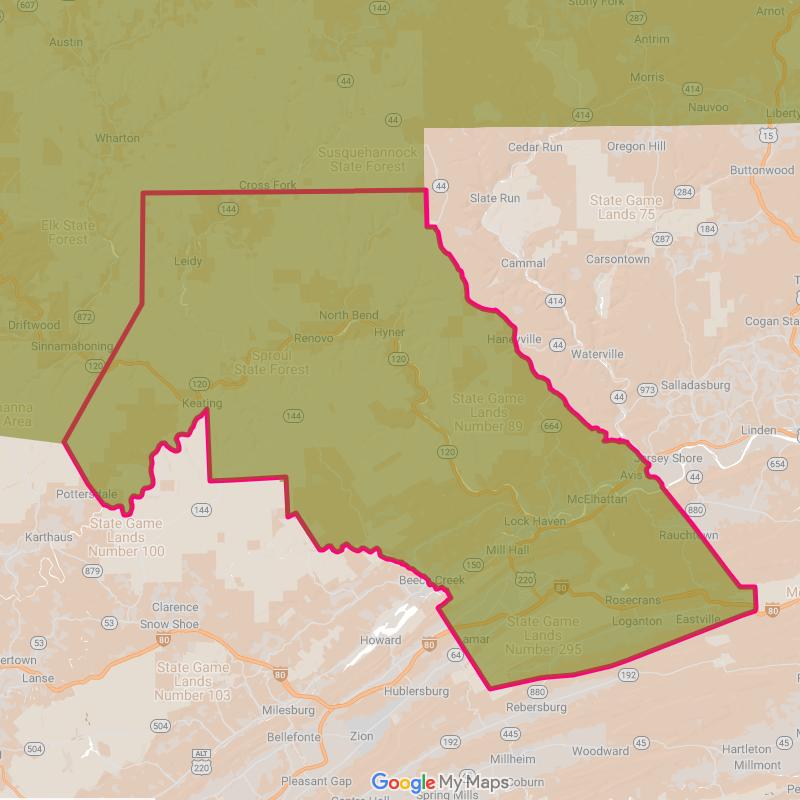 607
144
Stony Fork
Austin
287
Arnot
Antrim
44
Morris
414
Nauvoo
44
414
Liberty
Wharton
15
Cedar Run
Oregon Hill
Susquehannock
State Forest
Buttonwood
Cross Fork
44
284
Slate Run
State Game
Lands 75
144
Elk State
Forest
184
287
Leidy
Cammal
Carsontown
414
872
North Bend
Driftwood
Hyner
Cogan Sta
Renovo
Sinnamahoning
44
Waterville
120
Sproul
State Forest
120
120
973
Salladasburg
State Game
Lands
Number 89
44
Keating
144
664
Linden
120
Jersey Shore
654
Avis
44
Pottersdale
McElhattan
144
880
State Game
Lands
Number 100
Lock Haven
Karthaus
Rauchtown
Mill Hall
150
879
Beech Creek
220
80
Rosecrans
Clarence
80
53
Snow Shoe
State Game
Lands
Number 295
Loganton
Eastville
53
80
Howard
80
Lamar
64
Lanse
State Game
Lands
Number 103
80
192
Hublersburg
880
Rebersburg
Milesburg
504
445
Bellefonte
Zion
192
45
Hartleton
45
504
Woodward
ALT
220
Millheim
Millmont
Pleasant Gap
Google My Maps
Coburn
Spring Mills